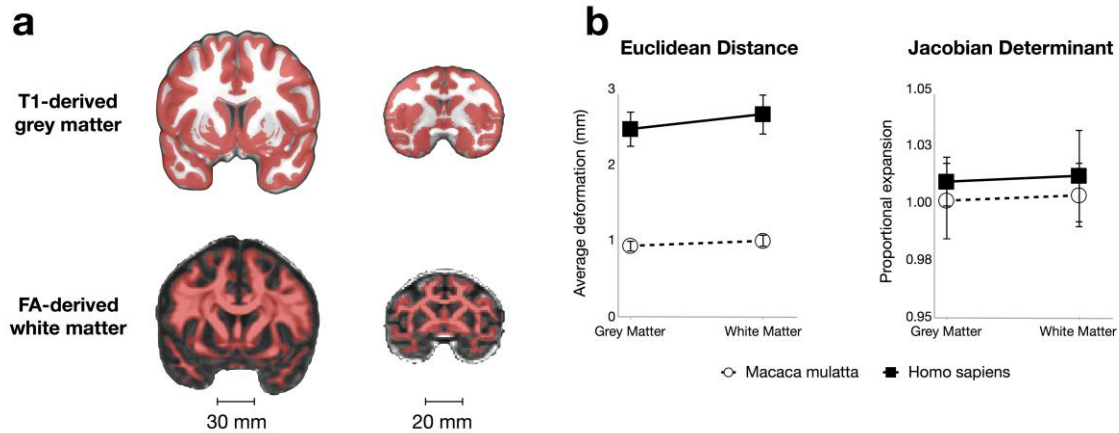 a
T1-derived
grey matter
FA-derived
white matter
30 mm
20 mm
b
Euclidean Distance
Average deformation (mm)
3
2
1
0
Grey Matter
White Matter
Jacobian Determinant
Proportional expansion
1.05
1.03
1.00
0.98
0.95
Grey Matter
White Matter
Macaca mulatta
Homo sapiens